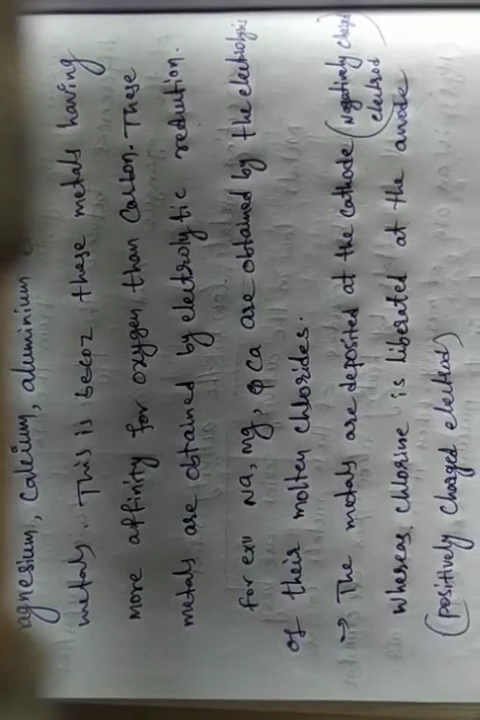 agnesium, Calcium, aluminium
metals. This is becoz these metals having
more affinity for oxygen than Carbon. These
metals are obtained by electrolytic reduction.
for ex:- Na, mg, & Ca are obtained by the electrolysis
of their molten chlorides.
→ The metals are deposited at the Cathode (negatively charged
electrod)
whereas chlorine is liberated at the anode
(positively charged electrod)